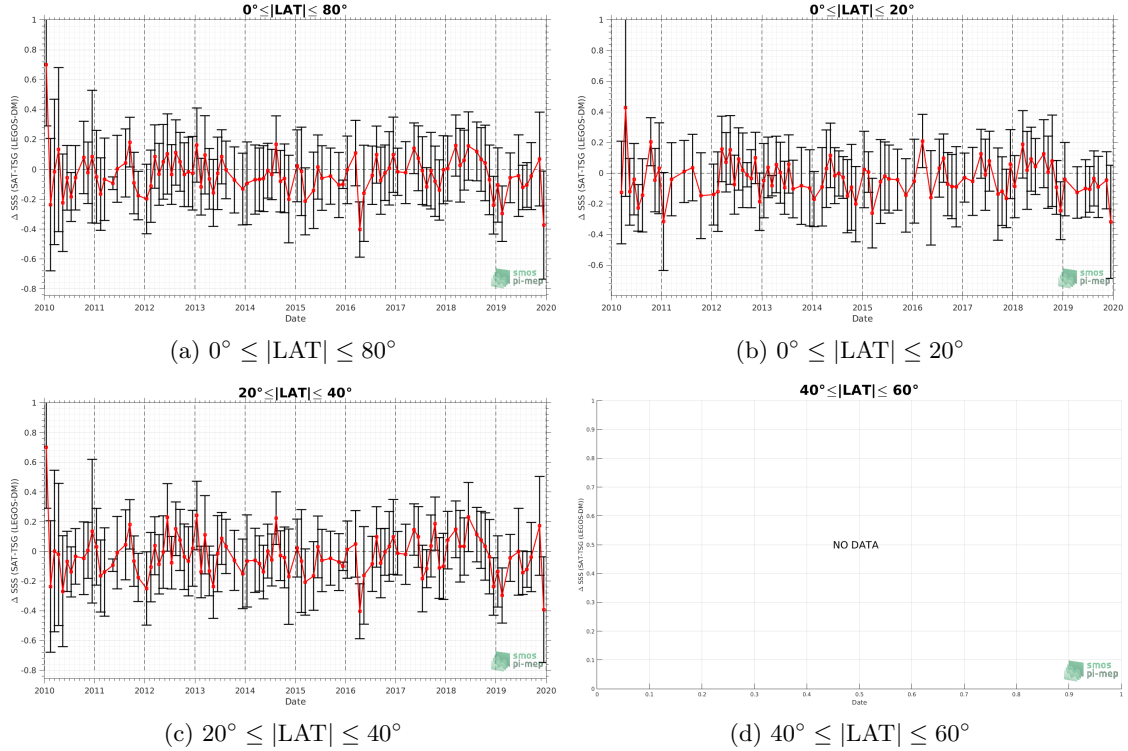 0°≤|LAT|≤ 80°
Δ SSS (SAT-TSG (LEGOS-DM))
1
0.8
0.6
0.4
0.2
0
-0.2
-0.4
-0.6
-0.8
2010 2011 2012 2013 2014 2015 2016 2017 2018 2019 2020
Date
smos
pi-mep
(a) 0° ≤ |LAT| ≤ 80°
0°≤|LAT|≤ 20°
Δ SSS (SAT-TSG (LEGOS-DM))
1
0.8
0.6
0.4
0.2
0
-0.2
-0.4
-0.6
2010 2011 2012 2013 2014 2015 2016 2017 2018 2019 2020
Date
smos
pi-mep
(b) 0° ≤ |LAT| ≤ 20°
20°≤|LAT|≤ 40°
Δ SSS (SAT-TSG (LEGOS-DM))
1
0.8
0.6
0.4
0.2
0
-0.2
-0.4
-0.6
-0.8
2010 2011 2012 2013 2014 2015 2016 2017 2018 2019 2020
Date
smos
pi-mep
(c) 20° ≤ |LAT| ≤ 40°
40°≤|LAT|≤ 60°
Δ SSS (SAT-TSG (LEGOS-DM))
1
0.9
0.8
0.7
0.6
0.5
0.4
0.3
0.2
0.1
0
NO DATA
0 0.1 0.2 0.3 0.4 0.5 0.6 0.7 0.8 0.9 1
Date
smos
pi-mep
(d) 40° ≤ |LAT| ≤ 60°